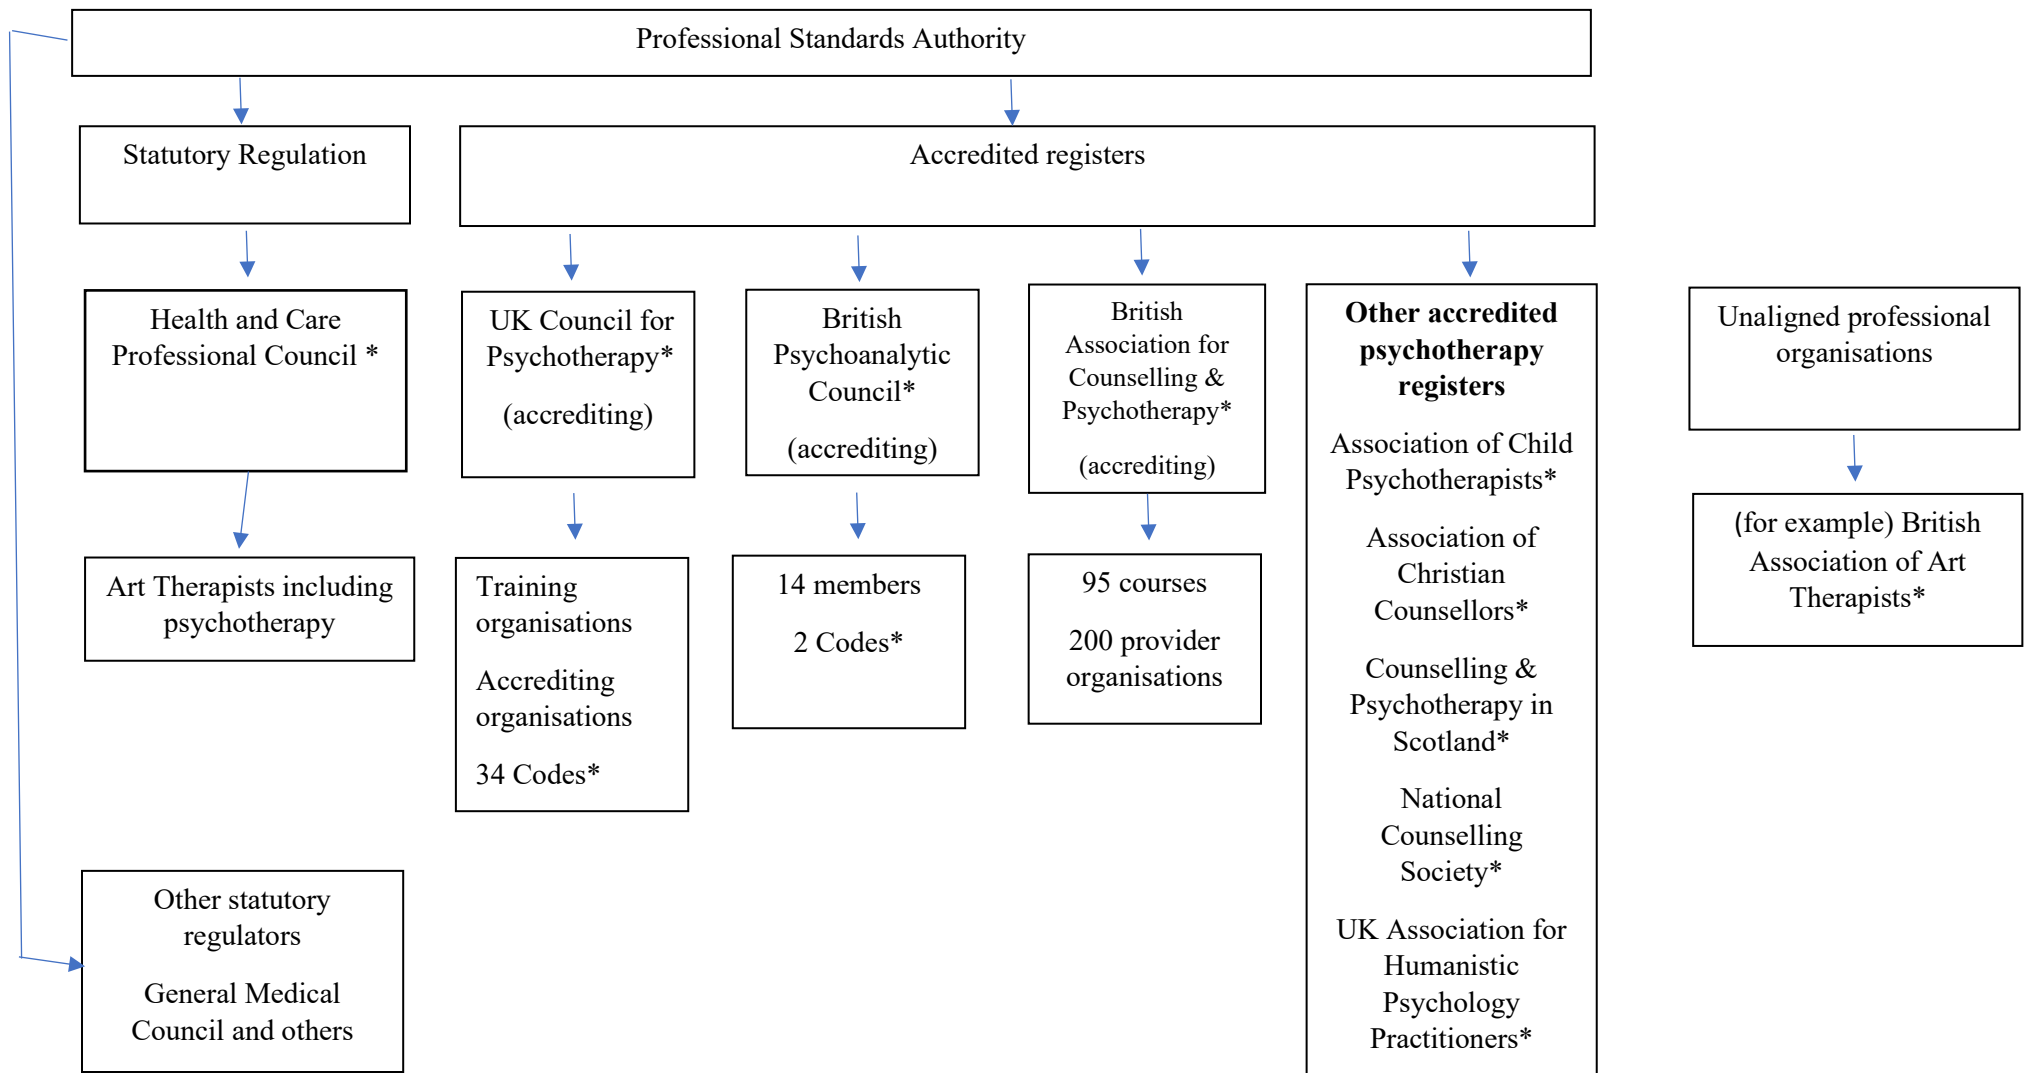 Professional Standards Authority
Statutory Regulation
Accredited registers
Health and Care
Professional Council *
UK Council for
Psychotherapy*
(accrediting)
British
Psychoanalytic
Council*
(accrediting)
British
Association for
Counselling &
Psychotherapy*
(accrediting)
Other accredited
psychotherapy
registers
Association of Child
Psychotherapists*
Association of
Christian
Counsellors*
Counselling &
Psychotherapy in
Scotland*
National
Counselling
Society*
UK Association for
Humanistic
Psychology
Practitioners*
Unaligned professional
organisations
(for example) British
Association of Art
Therapists*
Art Therapists including
psychotherapy
Training
organisations
Accrediting
organisations
34 Codes*
14 members
2 Codes*
95 courses
200 provider
organisations
Other statutory
regulators
General Medical
Council and others